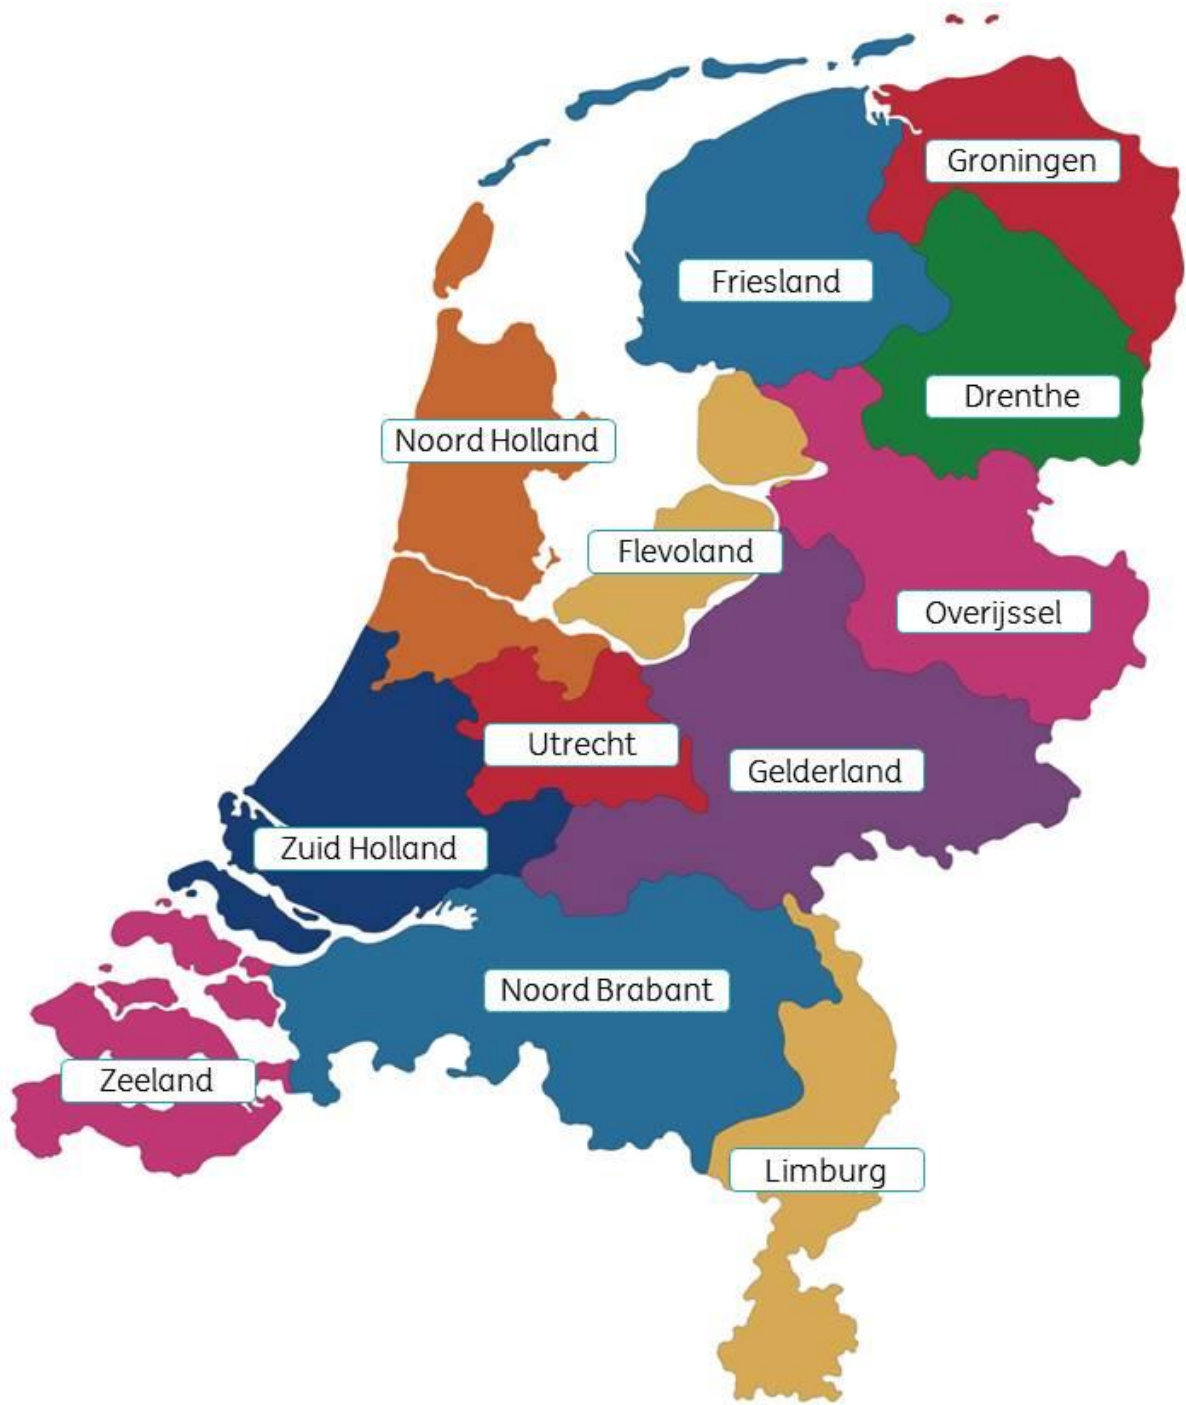 Groningen
Friesland
Drenthe
Noord Holland
Flevoland
Overijssel
Utrecht
Gelderland
Zuid Holland
Noord Brabant
Zeeland
Limburg